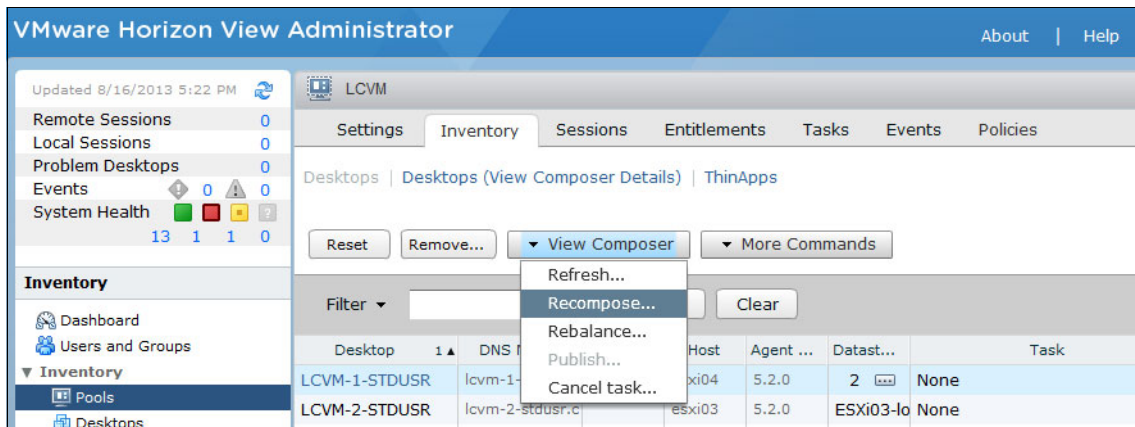 VMware Horizon View Administrator
About | Help
Updated 8/16/2013 5:22 PM
Remote Sessions 0
Local Sessions 0
Problem Desktops 0
Events 0 0
System Health
13 1 1 0
Inventory
Dashboard
Users and Groups
Inventory
Pools
Desktops
LCVM
Settings Inventory Sessions Entitlements Tasks Events Policies
Desktops | Desktops (View Composer Details) | ThinApps
Reset Remove... View Composer More Commands
Refresh...
Recompose...
Rebalance...
Publish...
Cancel task...
Filter Clear
Desktop 1 DNS Host Agent ... Datast... Task
LCVM-1-STDUSR lcvm-1- xi04 5.2.0 2 ... None
LCVM-2-STDUSR lcvm-2-stdusr.c esxi03 5.2.0 ESXi03-lo None